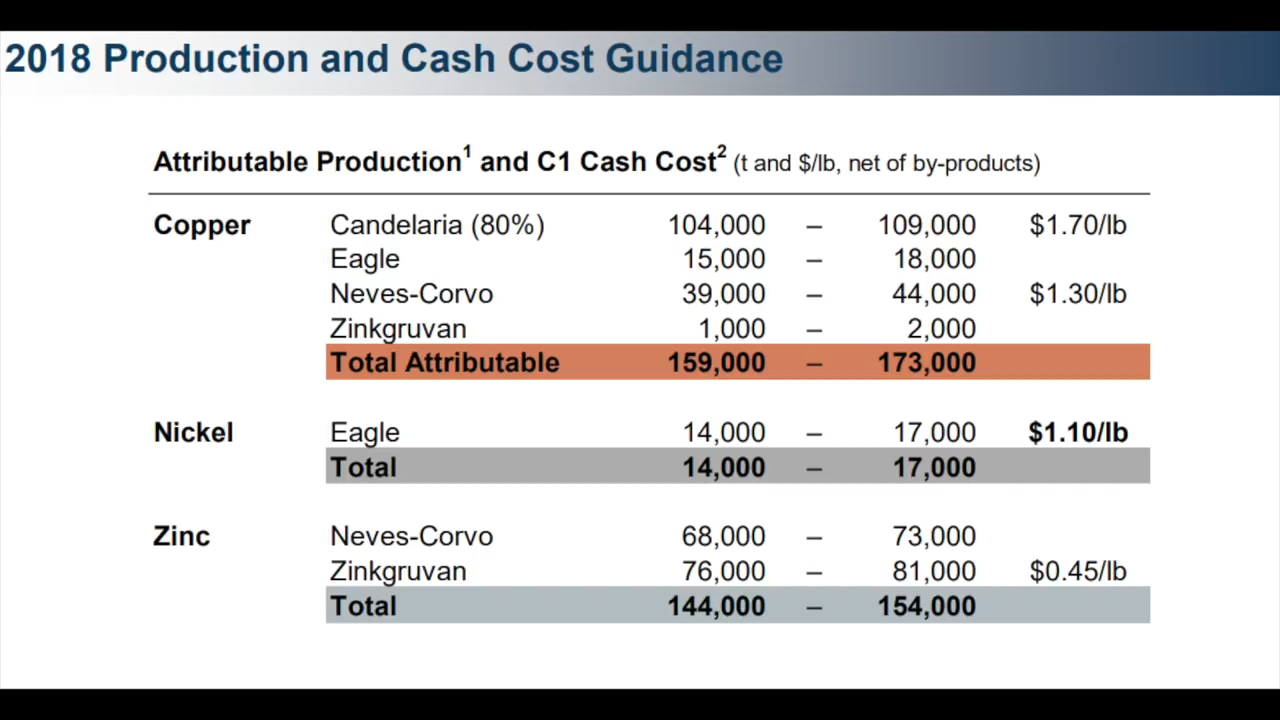 2018 Production and Cash Cost Guidance
Attributable Production1 and C1 Cash Cost2 (t and $/lb, net of by-products)
Copper Candelaria (80%) 104,000 – 109,000 $1.70/lb
Eagle 15,000 – 18,000
Neves-Corvo 39,000 – 44,000 $1.30/lb
Zinkgruvan 1,000 – 2,000
Total Attributable 159,000 – 173,000
Nickel Eagle 14,000 – 17,000 $1.10/lb
Total 14,000 – 17,000
Zinc Neves-Corvo 68,000 – 73,000
Zinkgruvan 76,000 – 81,000 $0.45/lb
Total 144,000 – 154,000